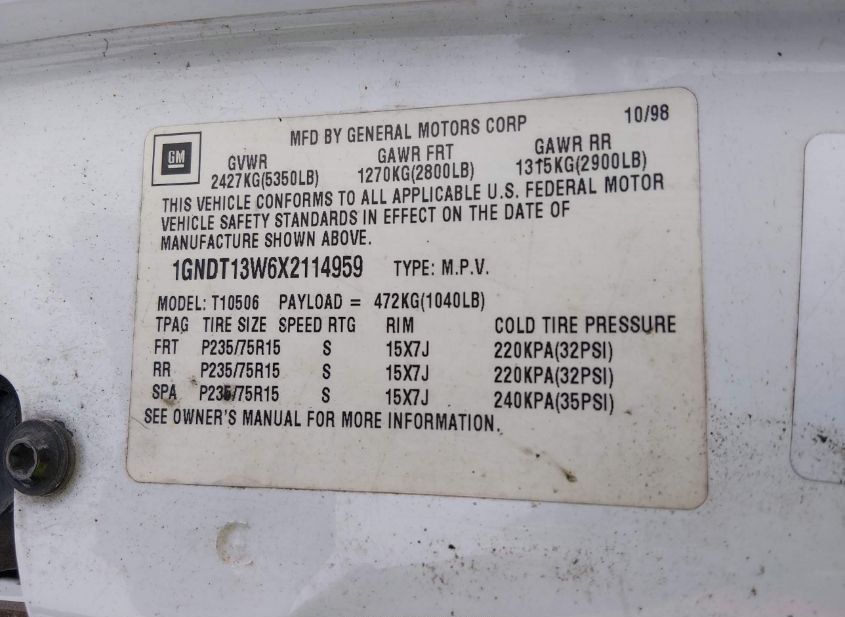 GM
MFD BY GENERAL MOTORS CORP 10/98
GVWR GAWR FRT GAWR RR
2427KG(5350LB) 1270KG(2800LB) 1315KG(2900LB)
THIS VEHICLE CONFORMS TO ALL APPLICABLE U.S. FEDERAL MOTOR
VEHICLE SAFETY STANDARDS IN EFFECT ON THE DATE OF
MANUFACTURE SHOWN ABOVE.
1GNDT13W6X2114959 TYPE: M.P.V.
MODEL: T10506 PAYLOAD = 472KG(1040LB)
TPAG TIRE SIZE SPEED RTG RIM COLD TIRE PRESSURE
FRT P235/75R15 S 15X7J 220KPA(32PSI)
RR P235/75R15 S 15X7J 220KPA(32PSI)
SPA P235/75R15 S 15X7J 240KPA(35PSI)
SEE OWNER'S MANUAL FOR MORE INFORMATION.